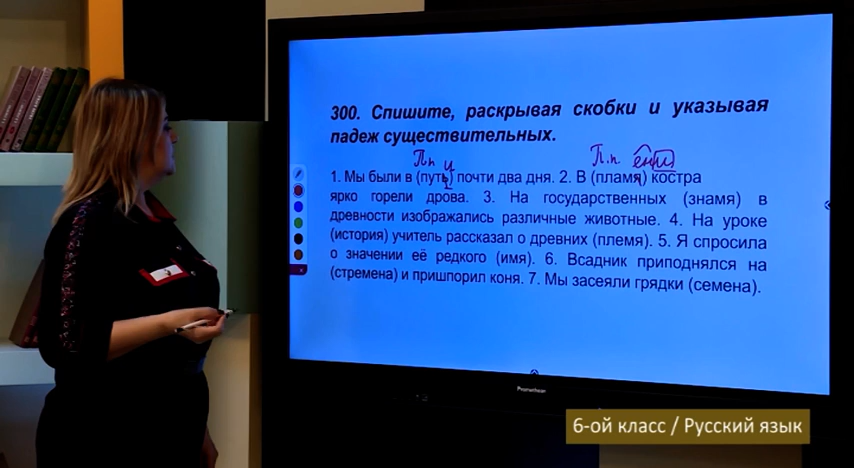 300. Спишите, раскрывая скобки и указывая
падеж существительных.
П.п. и П.п. ени
1. Мы были в (путь) почти два дня. 2. В (пламя) костра
ярко горели дрова. 3. На государственных (знамя) в
древности изображались различные животные. 4. На уроке
(история) учитель рассказал о древних (племя). 5. Я спросила
о значении её редкого (имя). 6. Всадник приподнялся на
(стремена) и пришпорил коня. 7. Мы засеяли грядки (семена).
Promethean
6-ой класс / Русский язык